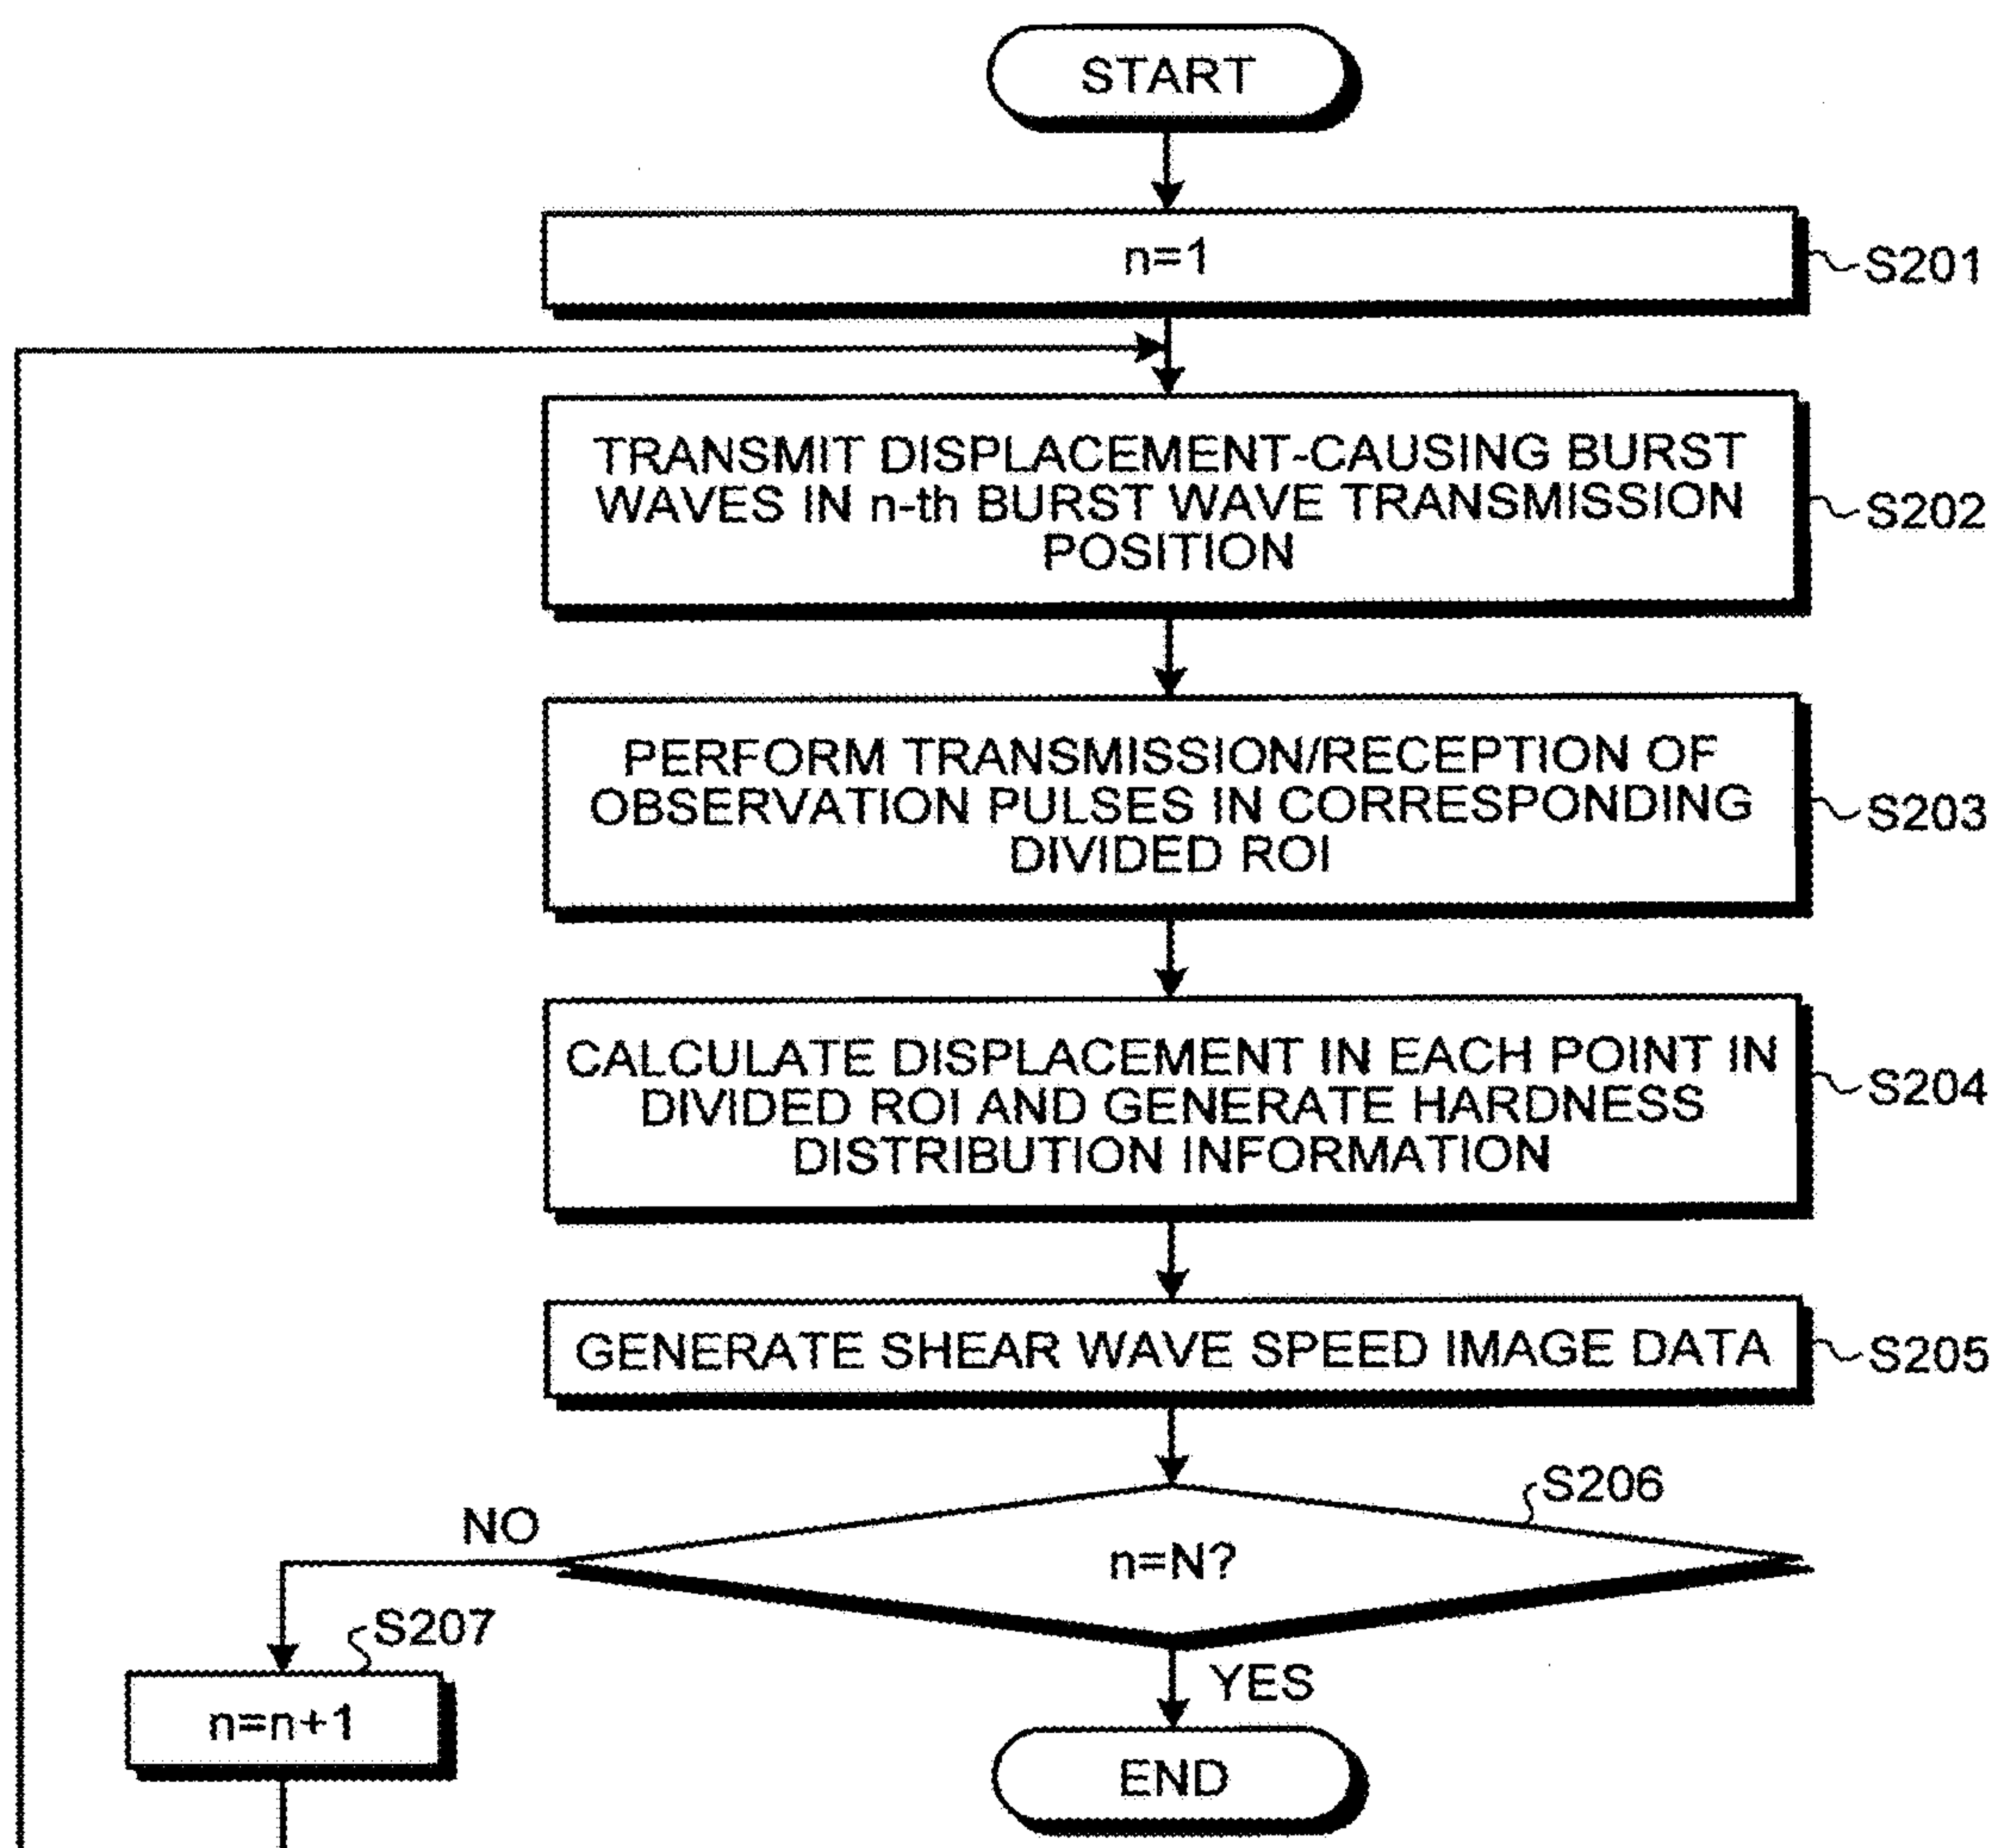 START
n=1
S201
TRANSMIT DISPLACEMENT-CAUSING BURST
WAVES IN n-th BURST WAVE TRANSMISSION
POSITION
S202
PERFORM TRANSMISSION/RECEPTION OF
OBSERVATION PULSES IN CORRESPONDING
DIVIDED ROI
S203
CALCULATE DISPLACEMENT IN EACH POINT IN
DIVIDED ROI AND GENERATE HARDNESS
DISTRIBUTION INFORMATION
S204
GENERATE SHEAR WAVE SPEED IMAGE DATA
S205
S206
NO
n=N?
S207
YES
n=n+1
END